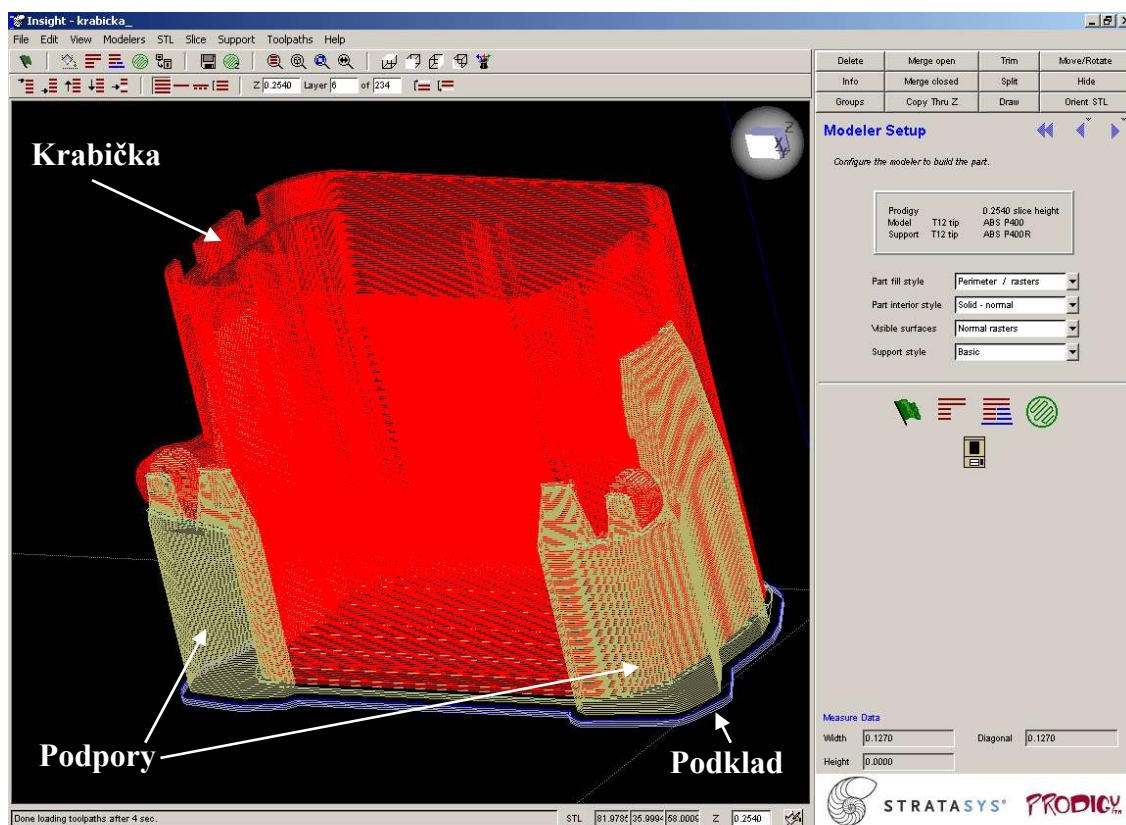 Insight - krabicka_
File Edit View Modelers STL Slice Support Toolpaths Help
Z 0.2540 Layer 6 of 234
Delete Merge open Trim Move/Rotate
Info Merge closed Split Hide
Groups Copy Thru Z Draw Orient STL
Modeler Setup
Configure the modeler to build the part.
Prodigy 0.2540 slice height
Model T12 tip ABS P400
Support T12 tip ABS P400R
Part fill style Perimeter / rasters
Part interior style Solid - normal
Visible surfaces Normal rasters
Support style Basic
Krabička
Z
X
Y
Podpory
Podklad
Measure Data
Width 0.1270 Diagonal 0.1270
Height 0.0000
STRATASYS PRODIGY
Done loading toolpaths after 4 sec. STL Z 0.2540